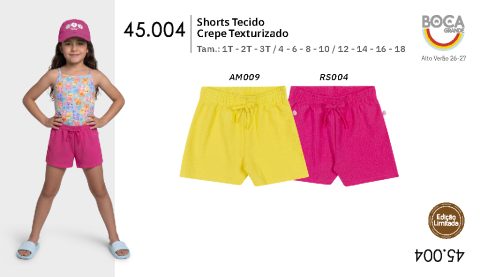 45.004
Shorts Tecido
Crepe Texturizado
Tam.: 1T - 2T - 3T / 4 - 6 - 8 - 10 / 12 - 14 - 16 - 18
BOCA
GRANDE
Alto Verão 26-27
AM009
RS004
Edição
Limitada
45.004